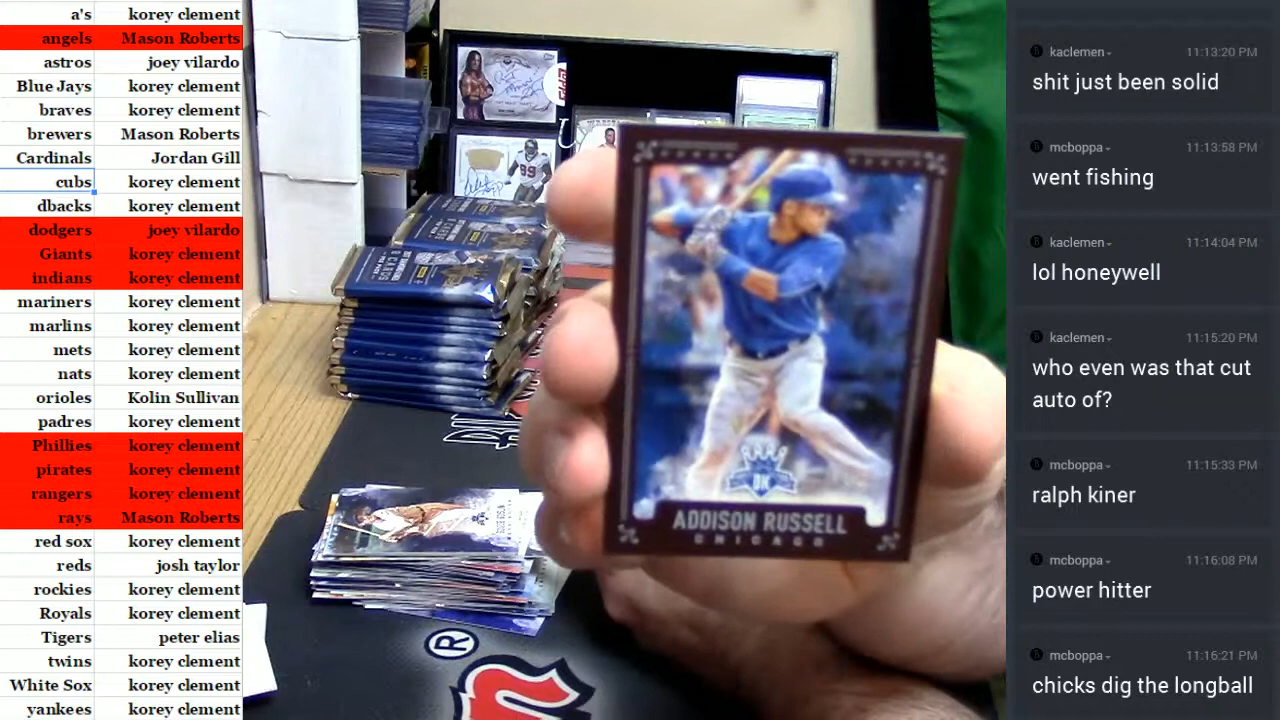 a's korey clement
angels Mason Roberts
astros joey vilardo
Blue Jays korey clement
braves korey clement
brewers Mason Roberts
Cardinals Jordan Gill
cubs korey clement
dbacks korey clement
dodgers joey vilardo
Giants korey clement
indians korey clement
mariners korey clement
marlins korey clement
mets korey clement
nats korey clement
orioles Kolin Sullivan
padres korey clement
Phillies korey clement
pirates korey clement
rangers korey clement
rays Mason Roberts
red sox korey clement
reds josh taylor
rockies korey clement
Royals korey clement
Tigers peter elias
twins korey clement
White Sox korey clement
yankees korey clement
DK
ADDISON RUSSELL
CHICAGO
®
kaclemen 11:13:20 PM
shit just been solid
mcboppa 11:13:58 PM
went fishing
kaclemen 11:14:04 PM
lol honeywell
kaclemen 11:15:20 PM
who even was that cut
auto of?
mcboppa 11:15:33 PM
ralph kiner
mcboppa 11:16:08 PM
power hitter
mcboppa 11:16:21 PM
chicks dig the longball